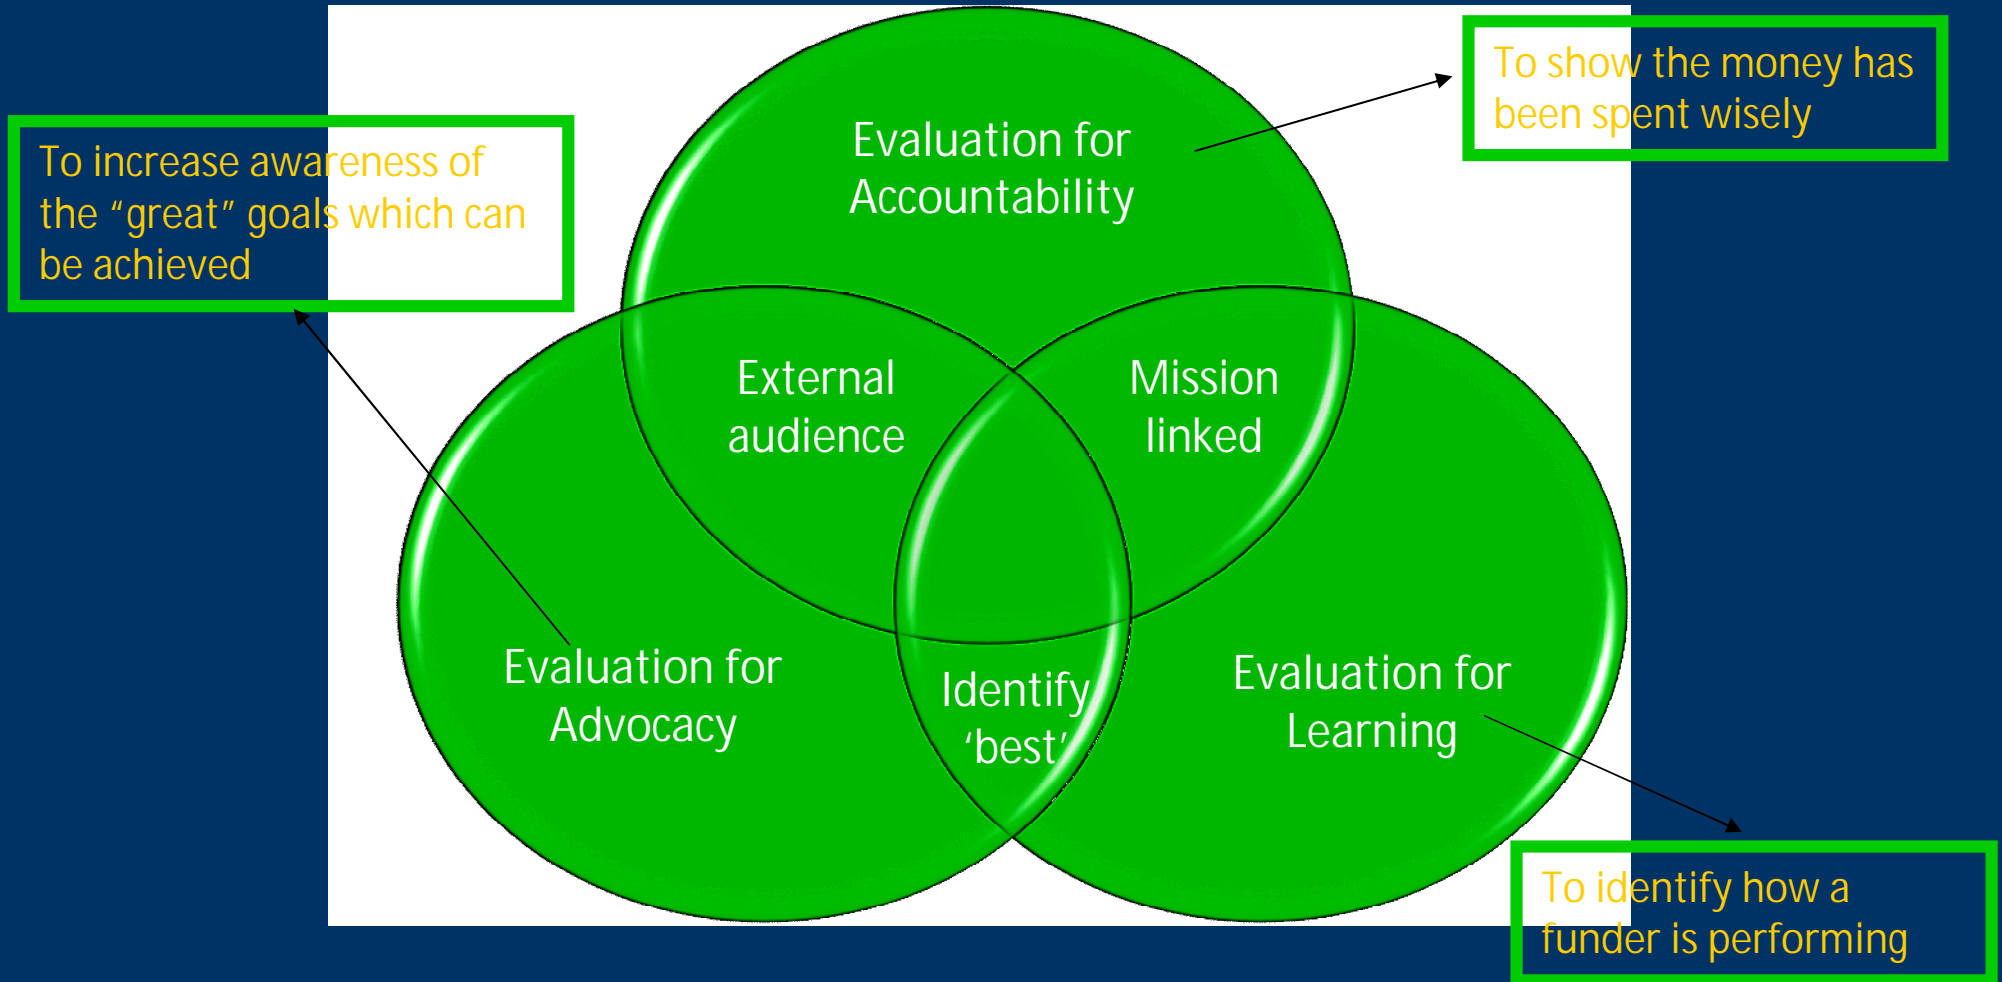 To show the money has
been spent wisely
Evaluation for
Accountability
To increase awareness of
the “great” goals which can
be achieved
External
audience
Mission
linked
Evaluation for
Advocacy
Identify
‘best’
Evaluation for
Learning
To identify how a
funder is performing